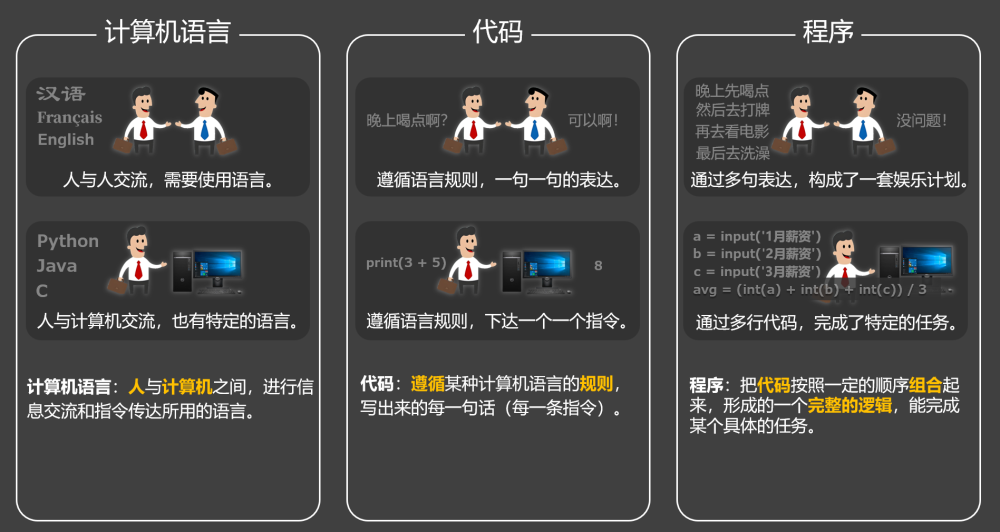 计算机语言
汉语
Français
English
人与人交流，需要使用语言。
Python
Java
C
人与计算机交流，也有特定的语言。
计算机语言：人与计算机之间，进行信
息交流和指令传达所用的语言。
代码
晚上喝点啊?
可以啊!
遵循语言规则，一句一句的表达。
print(3 + 5)
8
遵循语言规则，下达一个一个指令。
代码：遵循某种计算机语言的规则，
写出来的每一句话（每一条指令）。
程序
晚上先喝点
然后去打牌
再去看电影
最后去洗澡
没问题!
通过多句表达，构成了一套娱乐计划。
a = input('1月薪资')
b = input('2月薪资')
c = input('3月薪资')
avg = (int(a) + int(b) + int(c)) / 3
通过多行代码，完成了特定的任务。
程序：把代码按照一定的顺序组合起
来，形成的一个完整的逻辑，能完成
某个具体的任务。